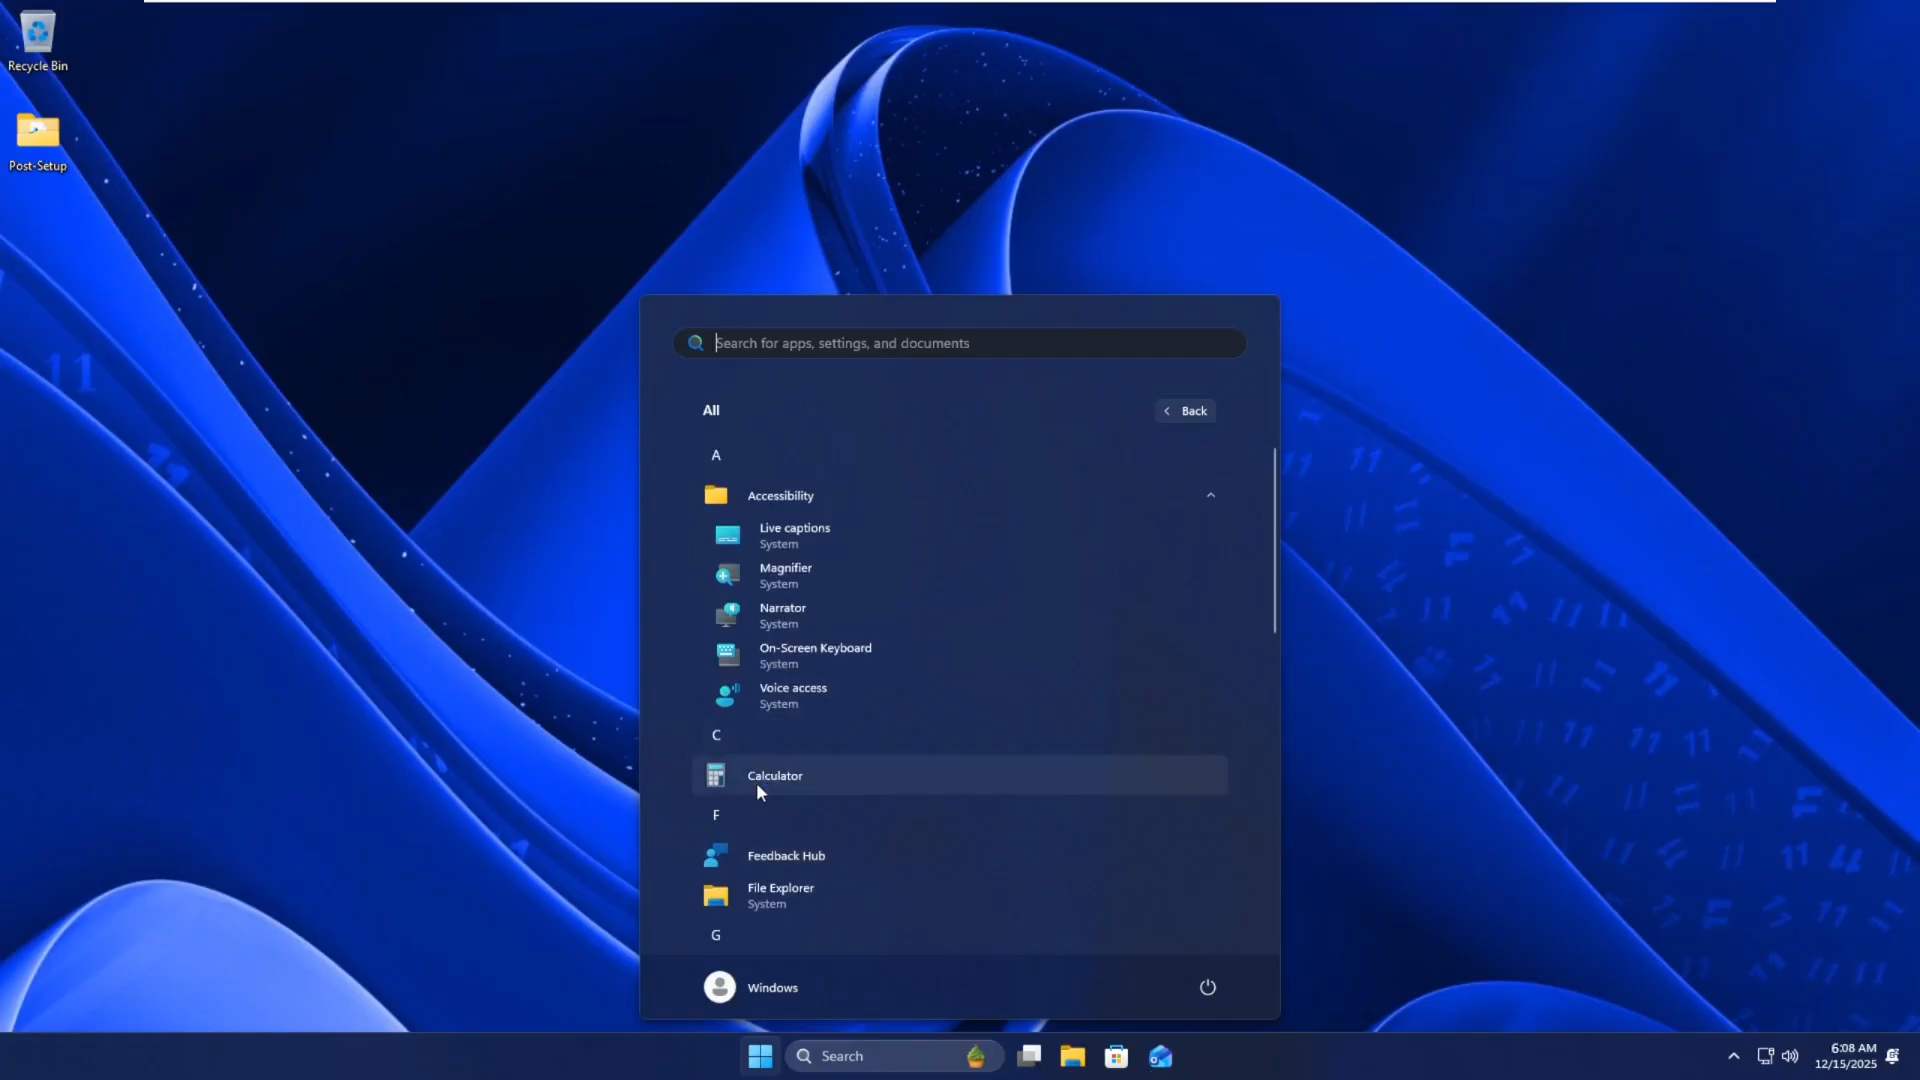 Recycle Bin
Post-Setup
Search for apps, settings, and documents
All
Back
A
Accessibility
Live captions
System
Magnifier
System
Narrator
System
On-Screen Keyboard
System
Voice access
System
C
Calculator
F
Feedback Hub
File Explorer
System
G
Windows
Search
6:08 AM
12/15/2025
11